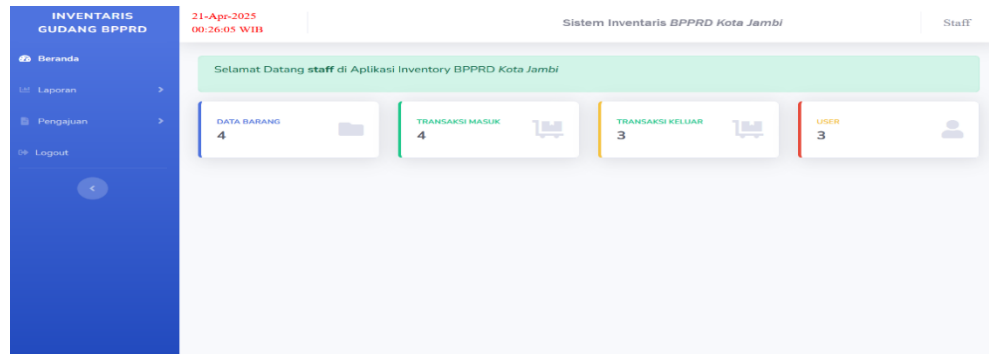 INVENTARIS
GUDANG BPPRD
21-Apr-2025
00:26:05 WIB
Sistem Inventaris BPPRD Kota Jambi
Staff
Beranda
Laporan
Pengajuan
Logout
Selamat Datang staff di Aplikasi Inventory BPPRD Kota Jambi
DATA BARANG
4
TRANSAKSI MASUK
4
TRANSAKSI KELUAR
3
USER
3